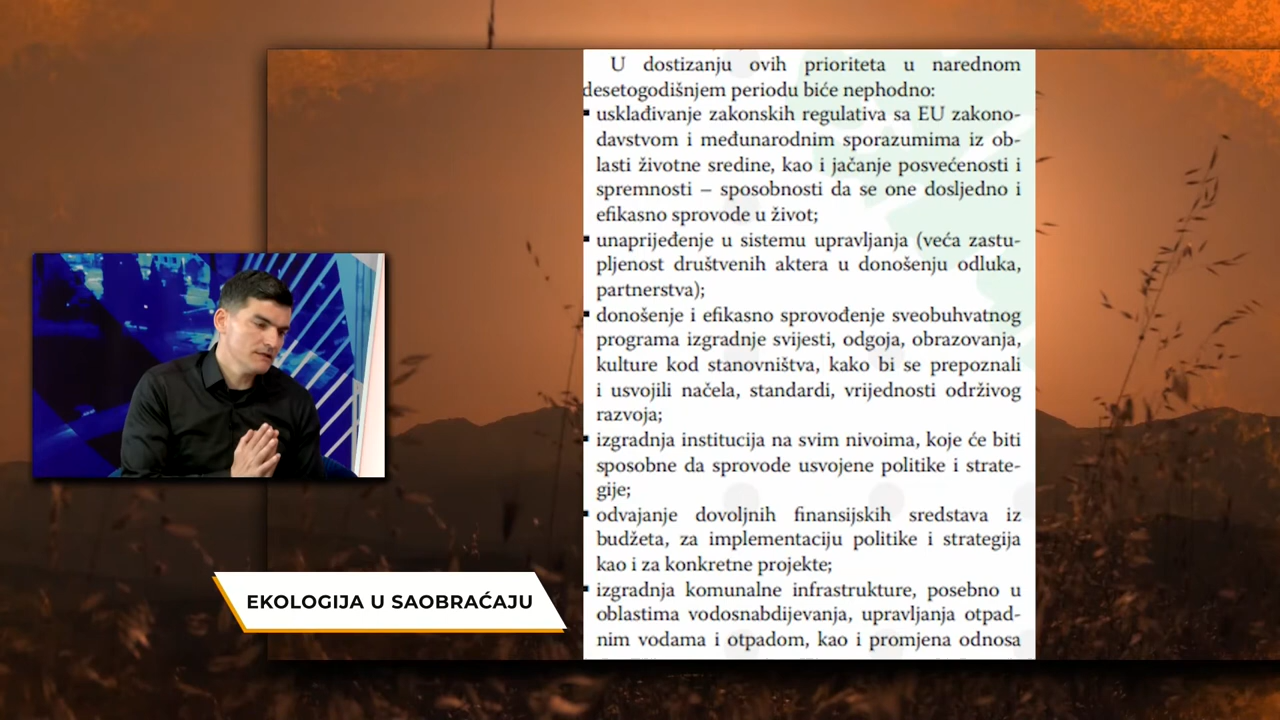 U dostizanju ovih prioriteta u narednom
desetogodišnjem periodu biće nephodno:
▪ usklađivanje zakonskih regulativa sa EU zakono-
davstvom i međunarodnim sporazumima iz ob-
lasti životne sredine, kao i jačanje posvećenosti i
spremnosti – sposobnosti da se one dosljedno i
efikasno sprovode u život;
▪ unaprijeđenje u sistemu upravljanja (veća zastu-
pljenost društvenih aktera u donošenju odluka,
partnerstva);
▪ donošenje i efikasno sprovođenje sveobuhvatnog
programa izgradnje svijesti, odgoja, obrazovanja,
kulture kod stanovništva, kako bi se prepoznali
i usvojili načela, standardi, vrijednosti održivog
razvoja;
▪ izgradnja institucija na svim nivoima, koje će biti
sposobne da sprovode usvojene politike i strate-
gije;
▪ odvajanje dovoljnih finansijskih sredstava iz
budžeta, za implementaciju politike i strategija
kao i za konkretne projekte;
▪ izgradnja komunalne infrastrukture, posebno u
oblastima vodosnabdijevanja, upravljanja otpad-
nim vodama i otpadom, kao i promjena odnosa
EKOLOGIJA U SAOBRAĆAJU